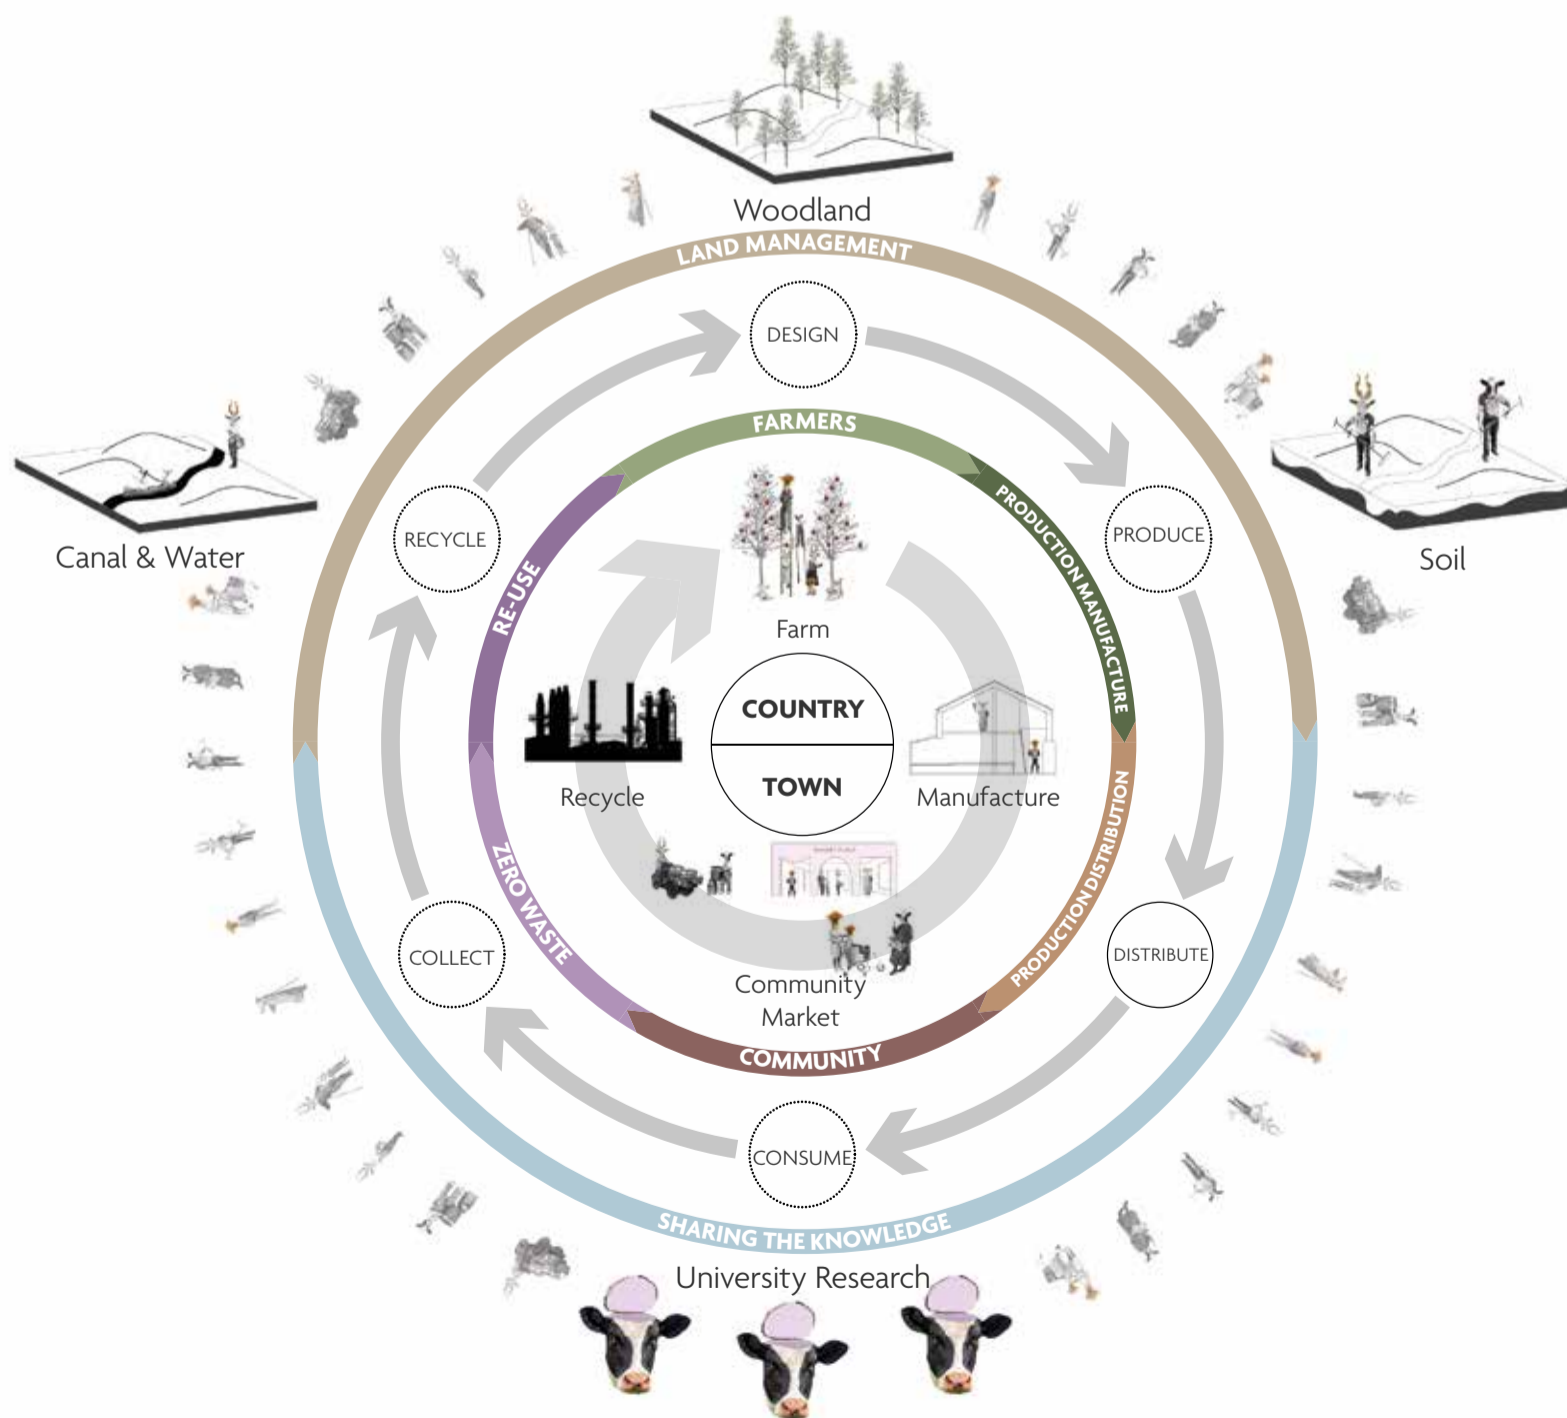 Woodland
LAND MANAGEMENT
DESIGN
FARMERS
RECYCLE
PRODUCE
PRODUCTION MANUFACTURE
Canal & Water
Soil
RE-USE
Farm
COUNTRY
TOWN
Recycle
Manufacture
ZERO WASTE
PRODUCTION DISTRIBUTION
COLLECT
DISTRIBUTE
Community
Market
COMMUNITY
CONSUME
SHARING THE KNOWLEDGE
University Research